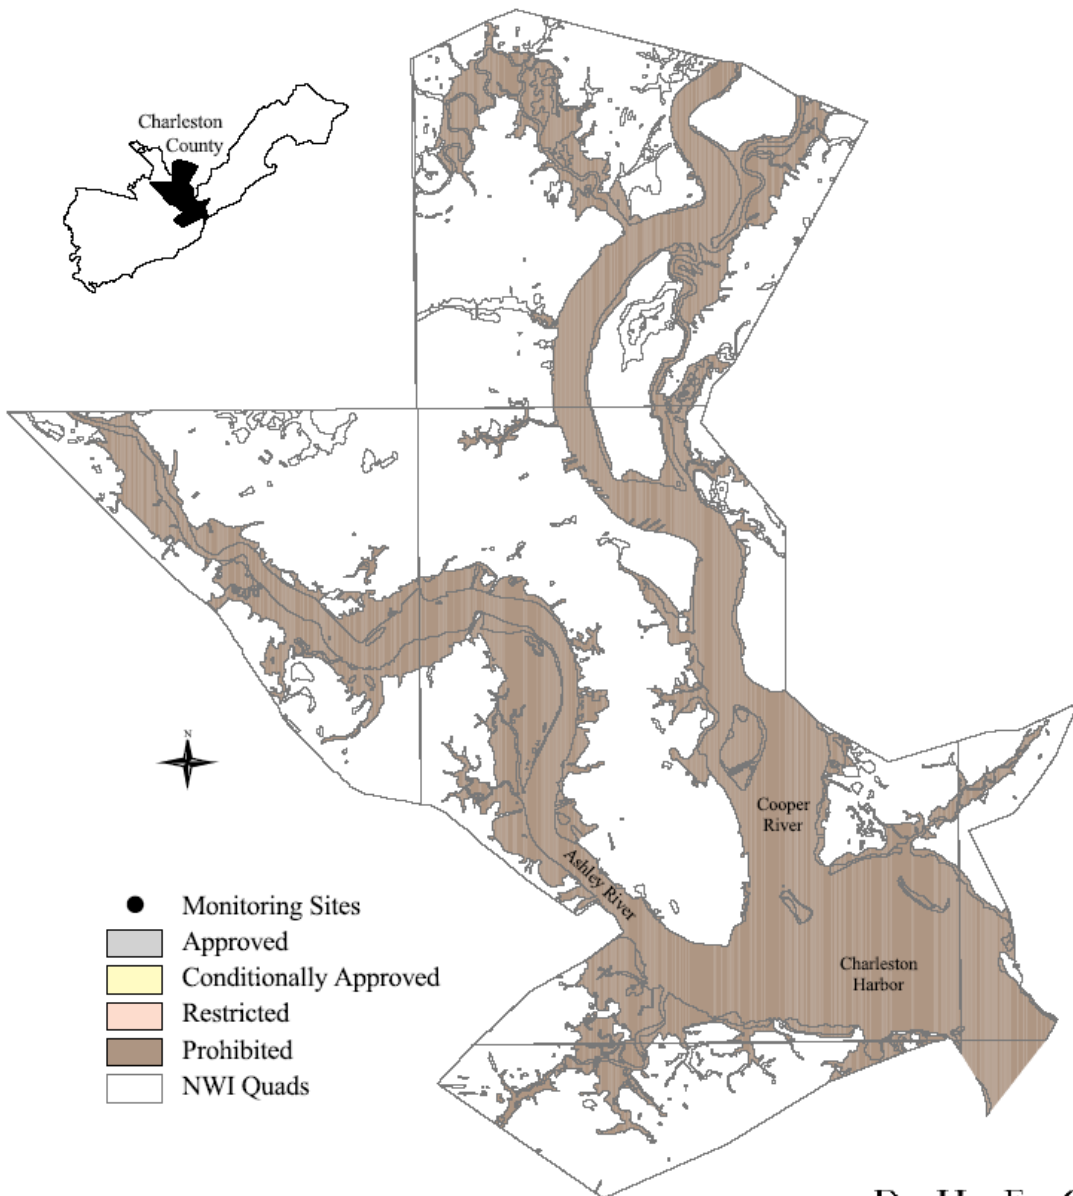 Charleston
County
N
Cooper
River
Ashley River
Charleston
Harbor
Monitoring Sites
Approved
Conditionally Approved
Restricted
Prohibited
NWI Quads